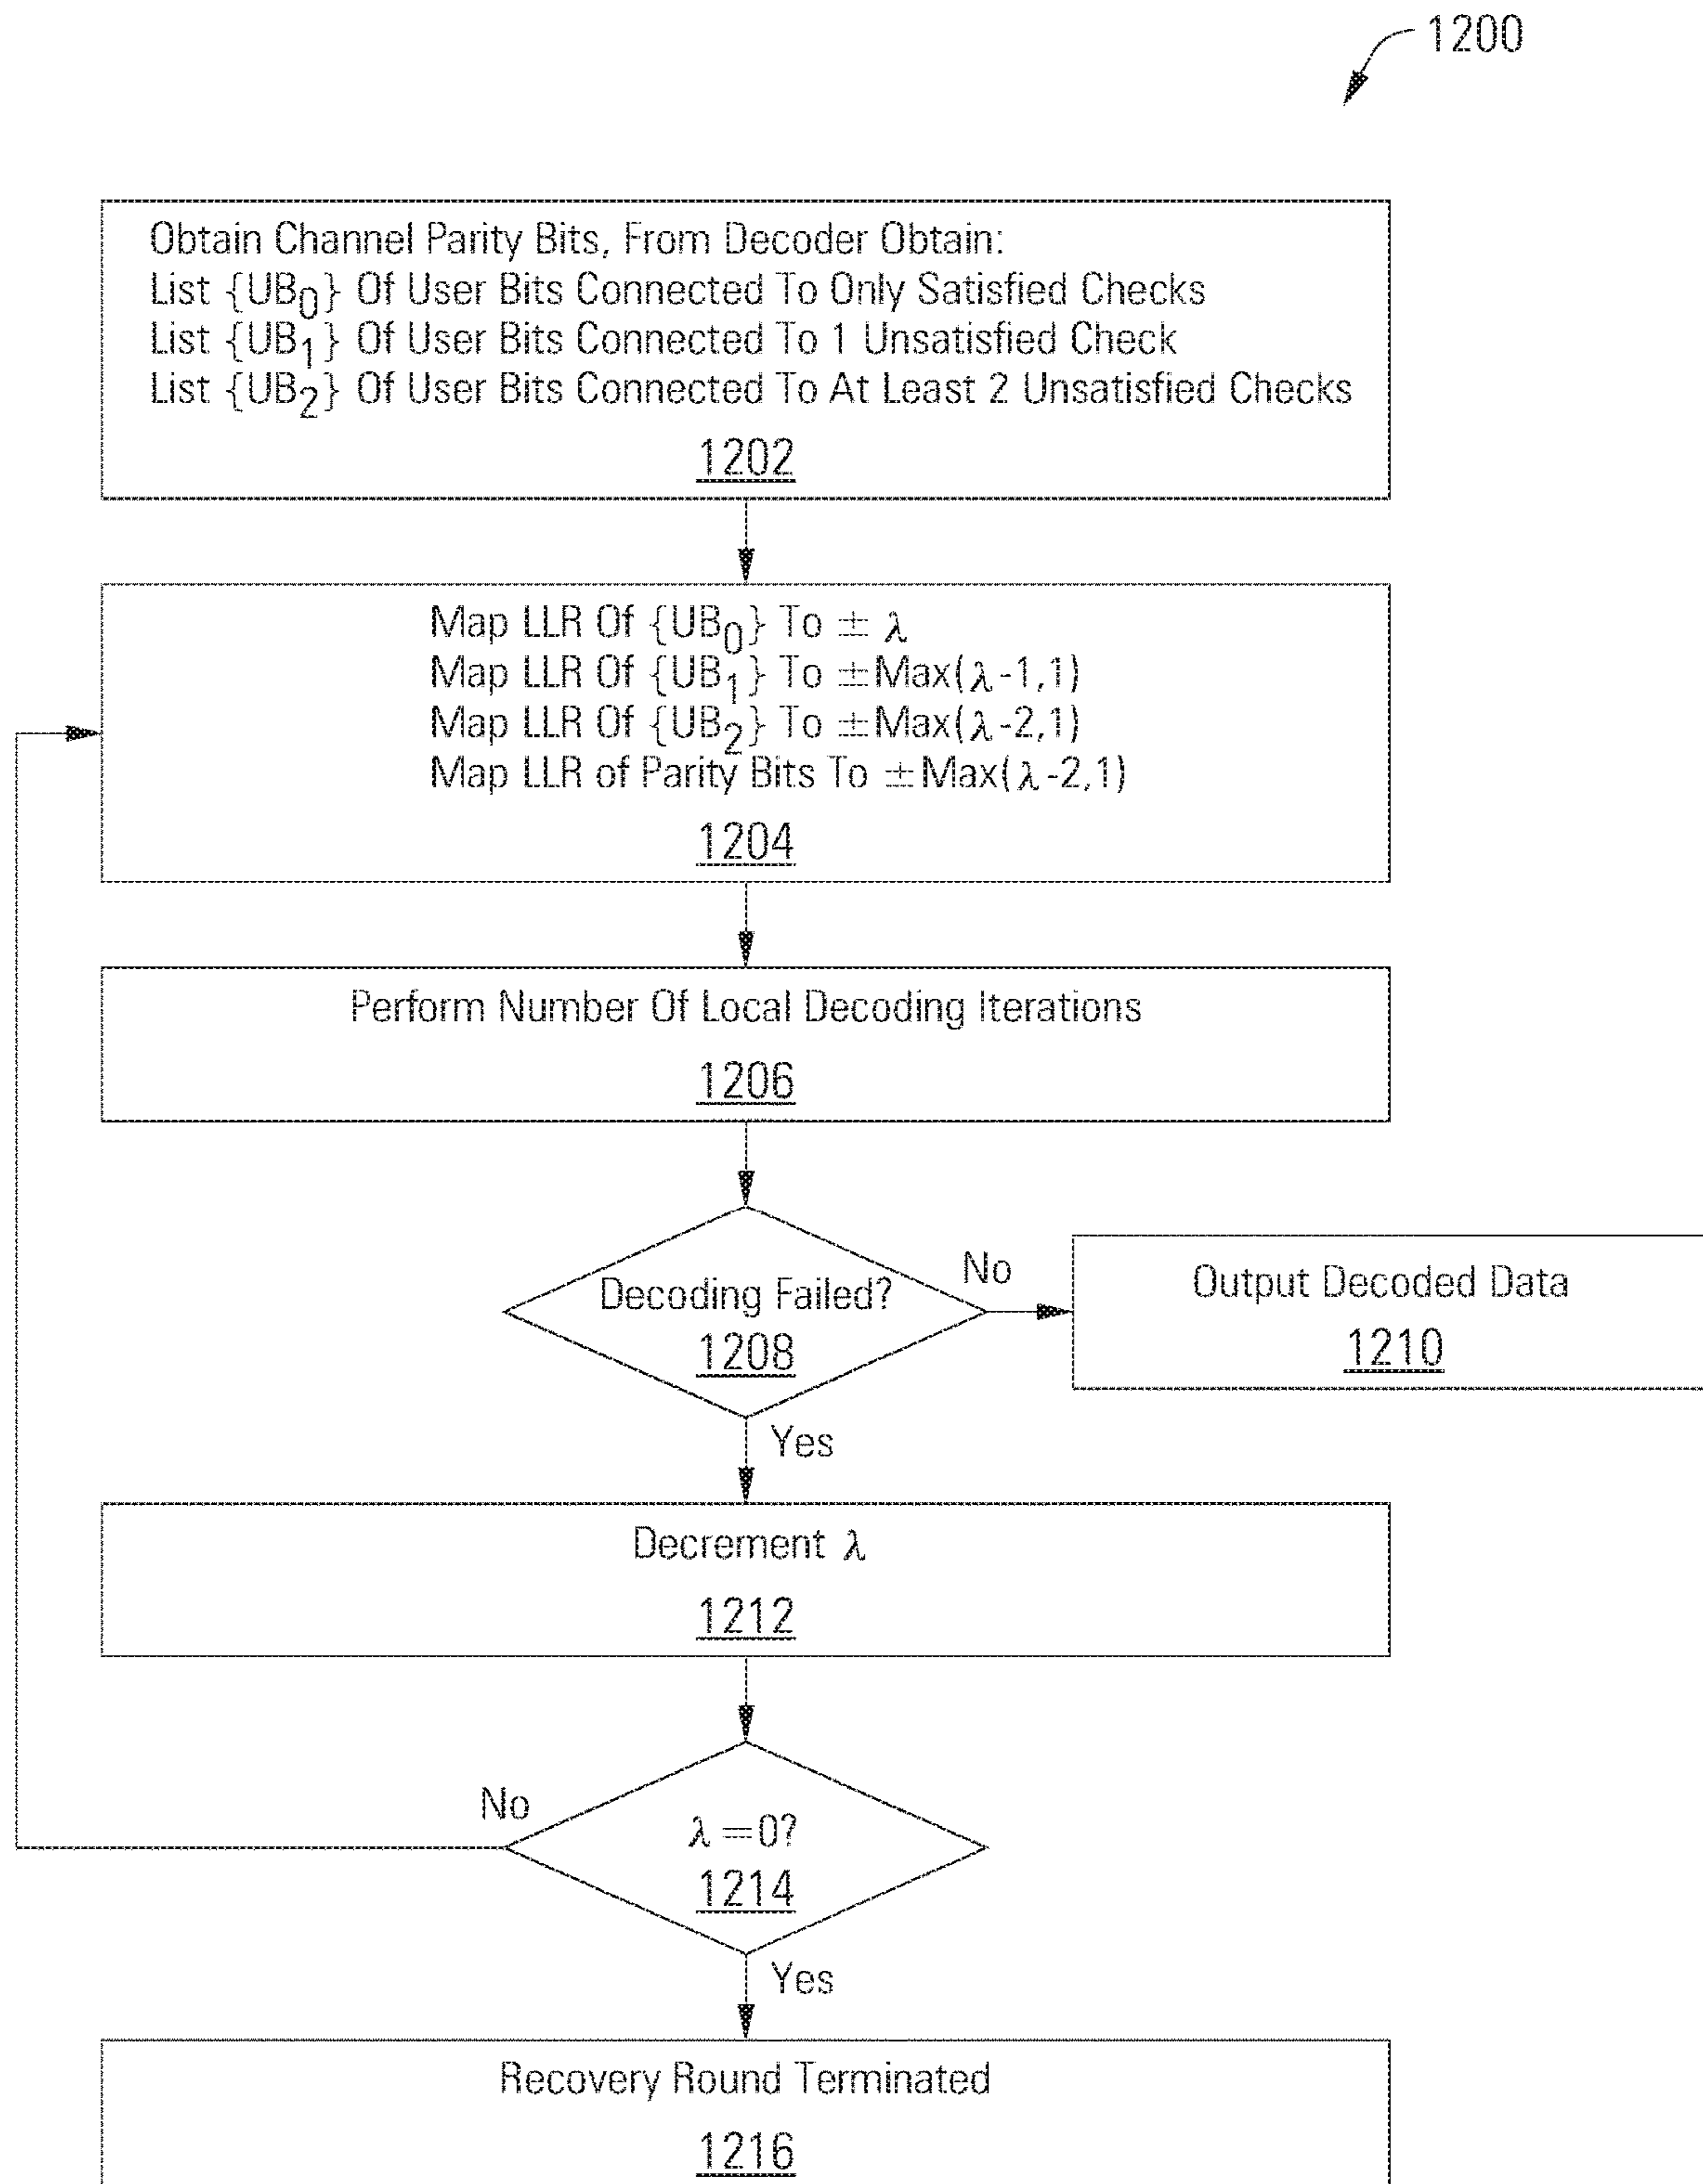 1200
Obtain Channel Parity Bits, From Decoder Obtain:
List {UB0} Of User Bits Connected To Only Satisfied Checks
List {UB1} Of User Bits Connected To 1 Unsatisfied Check
List {UB2} Of User Bits Connected To At Least 2 Unsatisfied Checks
1202
Map LLR Of {UB0} To ± λ
Map LLR Of {UB1} To ±Max(λ-1,1)
Map LLR Of {UB2} To ±Max(λ-2,1)
Map LLR of Parity Bits To ±Max(λ-2,1)
1204
Perform Number Of Local Decoding Iterations
1206
Decoding Failed?
1208
No
Output Decoded Data
1210
Yes
Decrement λ
1212
No
λ=0?
1214
Yes
Recovery Round Terminated
1216